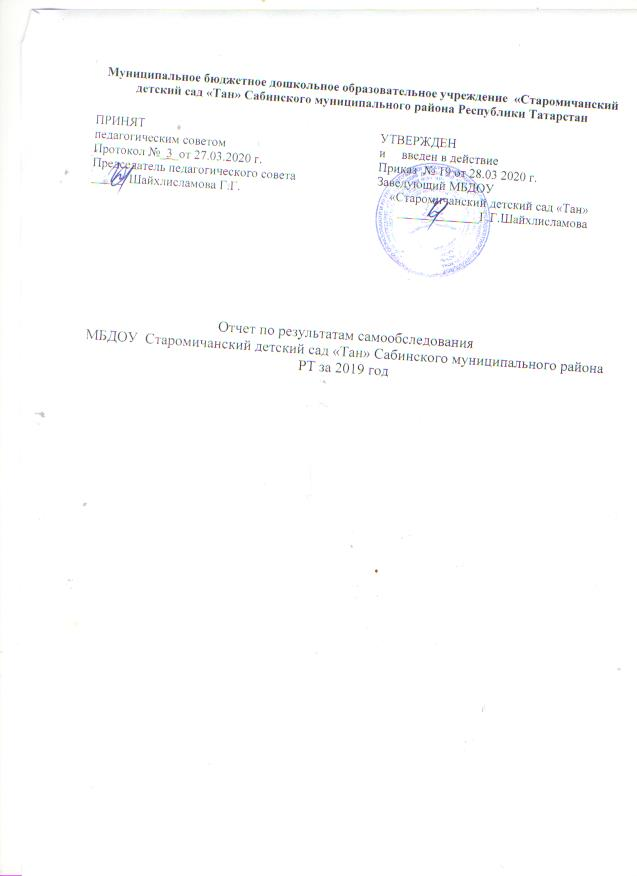 Муниципальное бюджетное дошкольное образовательное учреждение «Старомичанский
детский сад «Тан» Сабинского муниципального района Республики Татарстан
ПРИНЯТ
педагогическим советом
Протокол № 3 от 27.03.2020 г.
Председатель педагогического совета
Шайхлисламова Г.Г.
УТВЕРЖДЕН
и введен в действие
Приказ № 19 от 28.03 2020 г.
Заведующий МБДОУ
«Старомичанский детский сад «Тан»
Г.Г.Шайхлисламова
Отчет по результатам самообследования
МБДОУ Старомичанский детский сад «Тан» Сабинского муниципального района
РТ за 2019 год